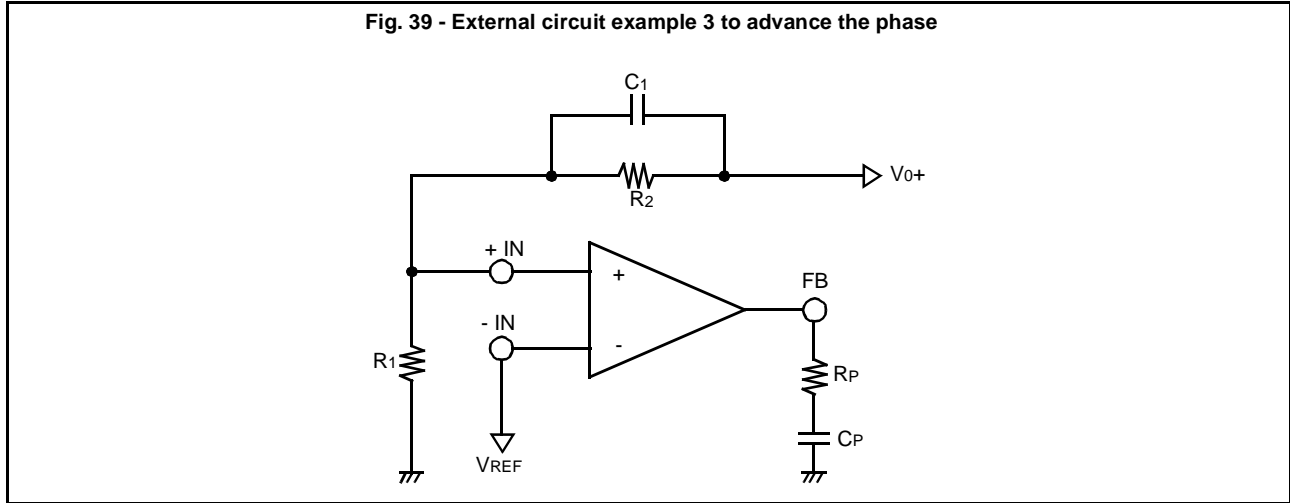 Fig. 39 - External circuit example 3 to advance the phase
C1
R2
V0+
+ IN
+
FB
- IN
-
R1
RP
CP
VREF